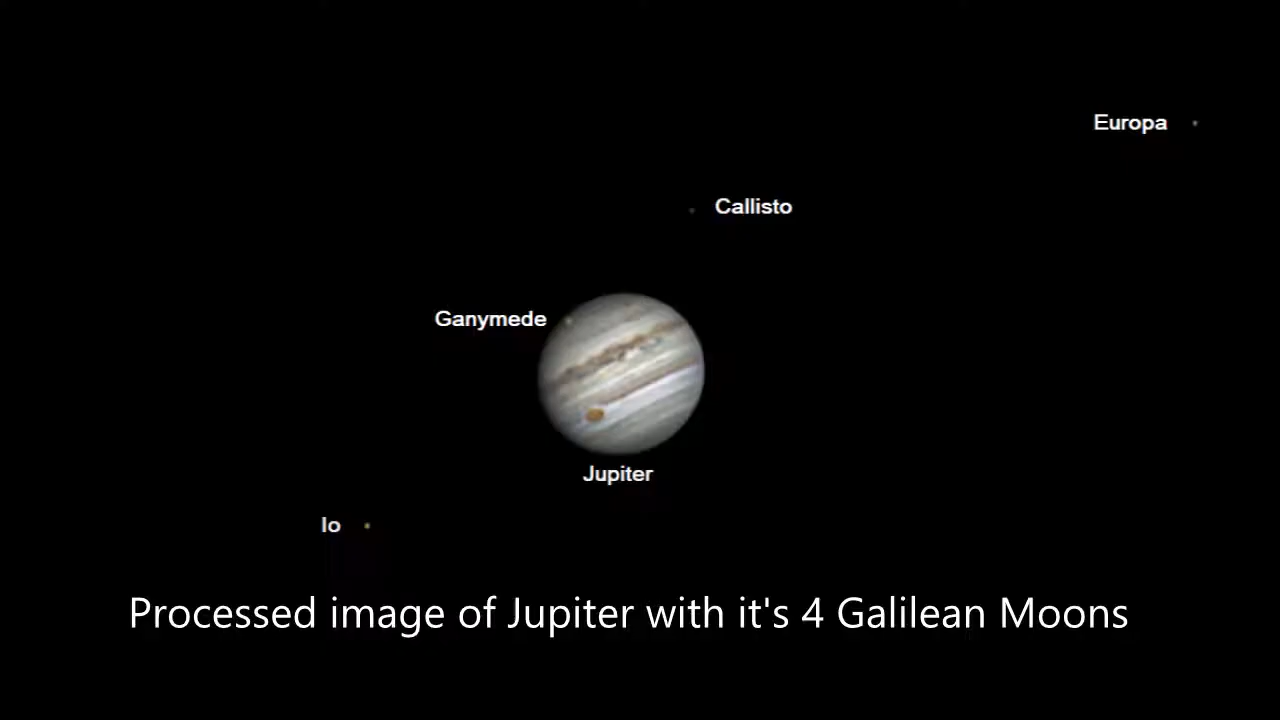 Europa
Callisto
Ganymede
Jupiter
Io
Processed image of Jupiter with it's 4 Galilean Moons